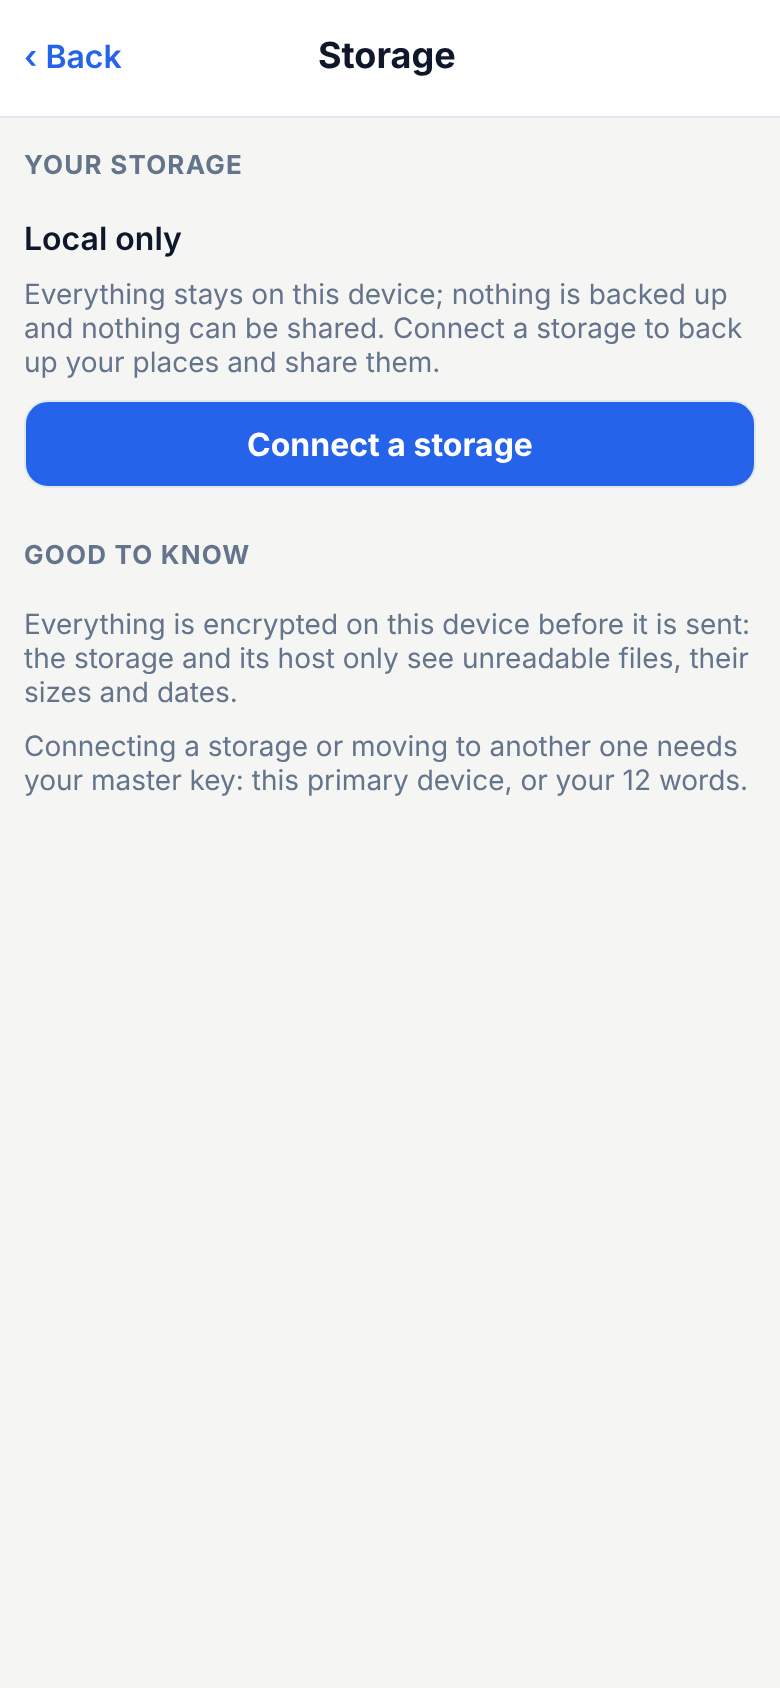 ‹ Back
Storage
YOUR STORAGE
Local only
Everything stays on this device; nothing is backed up
and nothing can be shared. Connect a storage to back
up your places and share them.
Connect a storage
GOOD TO KNOW
Everything is encrypted on this device before it is sent:
the storage and its host only see unreadable files, their
sizes and dates.
Connecting a storage or moving to another one needs
your master key: this primary device, or your 12 words.